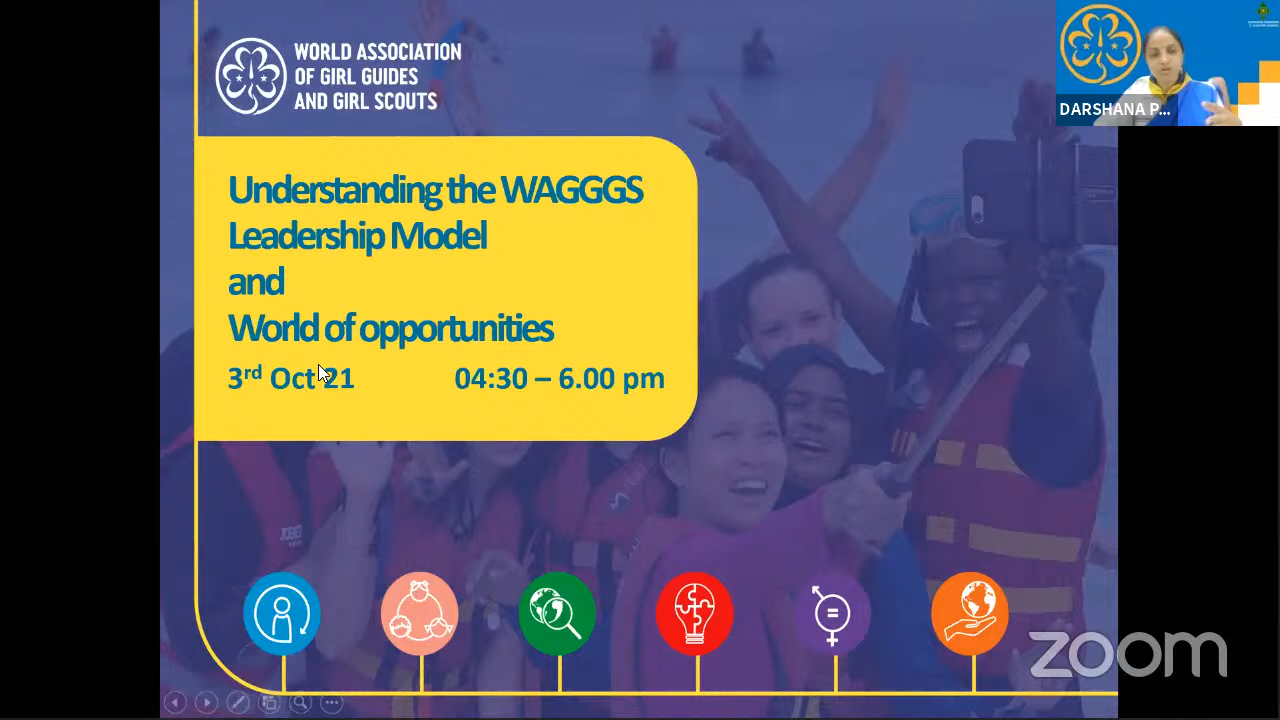 WORLD ASSOCIATION
OF GIRL GUIDES
AND GIRL SCOUTS
DARSHANA P...
Understanding the WAGGGS
Leadership Model
and
World of opportunities
3rd Oct 21 04:30 – 6.00 pm
zoom